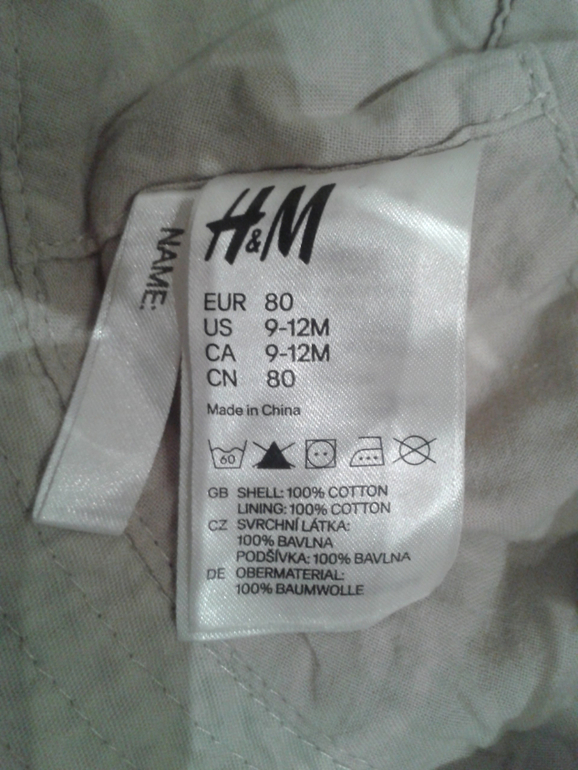 NAME:
H&M
EUR 80
US 9-12M
CA 9-12M
CN 80
Made in China
60
GB SHELL: 100% COTTON
LINING: 100% COTTON
CZ SVRCHNÍ LÁTKA:
100% BAVLNA
PODŠÍVKA: 100% BAVLNA
DE OBERMATERIAL:
100% BAUMWOLLE